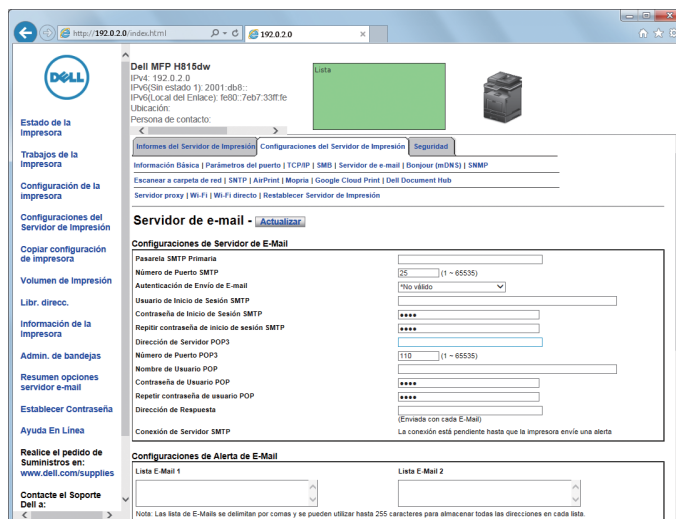 http://192.0.2.0/index.html
192.0.2.0
DELL
Dell MFP H815dw
IPv4: 192.0.2.0
IPv6(Sin estado 1): 2001:db8::
IPv6(Local del Enlace): fe80::7eb7:33ff:fe
Ubicación:
Persona de contacto:
Lista
Estado de la
Impresora
Trabajos de la
Impresora
Configuración de la
impresora
Configuraciones del
Servidor de Impresión
Copiar configuración
de impresora
Volumen de Impresión
Libr. direcc.
Información de la
Impresora
Admin. de bandejas
Resumen opciones
servidor e-mail
Establecer Contraseña
Ayuda En Línea
Realice el pedido de
Suministros en:
www.dell.com/supplies
Contacte el Soporte
Dell a:
Informes del Servidor de Impresión Configuraciones del Servidor de Impresión Seguridad
Información Básica | Parámetros del puerto | TCP/IP | SMB | Servidor de e-mail | Bonjour (mDNS) | SNMP
Escanear a carpeta de red | SNTP | AirPrint | Mopria | Google Cloud Print | Dell Document Hub
Servidor proxy | Wi-Fi | Wi-Fi directo | Restablecer Servidor de Impresión
Servidor de e-mail - Actualizar
Configuraciones de Servidor de E-Mail
Pasarela SMTP Primaria
Número de Puerto SMTP 25 (1 ~ 65535)
Autenticación de Envío de E-mail *No válido
Usuario de Inicio de Sesión SMTP
Contraseña de Inicio de Sesión SMTP ••••
Repitir contraseña de inicio de sesión SMTP ••••
Dirección de Servidor POP3
Número de Puerto POP3 110 (1 ~ 65535)
Nombre de Usuario POP
Contraseña de Usuario POP ••••
Repetir contraseña de usuario POP ••••
Dirección de Respuesta
(Enviada con cada E-Mail)
Conexión de Servidor SMTP La conexión está pendiente hasta que la impresora envíe una alerta
Configuraciones de Alerta de E-Mail
Lista E-Mail 1 Lista E-Mail 2
Nota: Las lista de E-Mails se delimitan por comas y se pueden utilizar hasta 255 caracteres para almacenar todas las direcciones en cada lista.